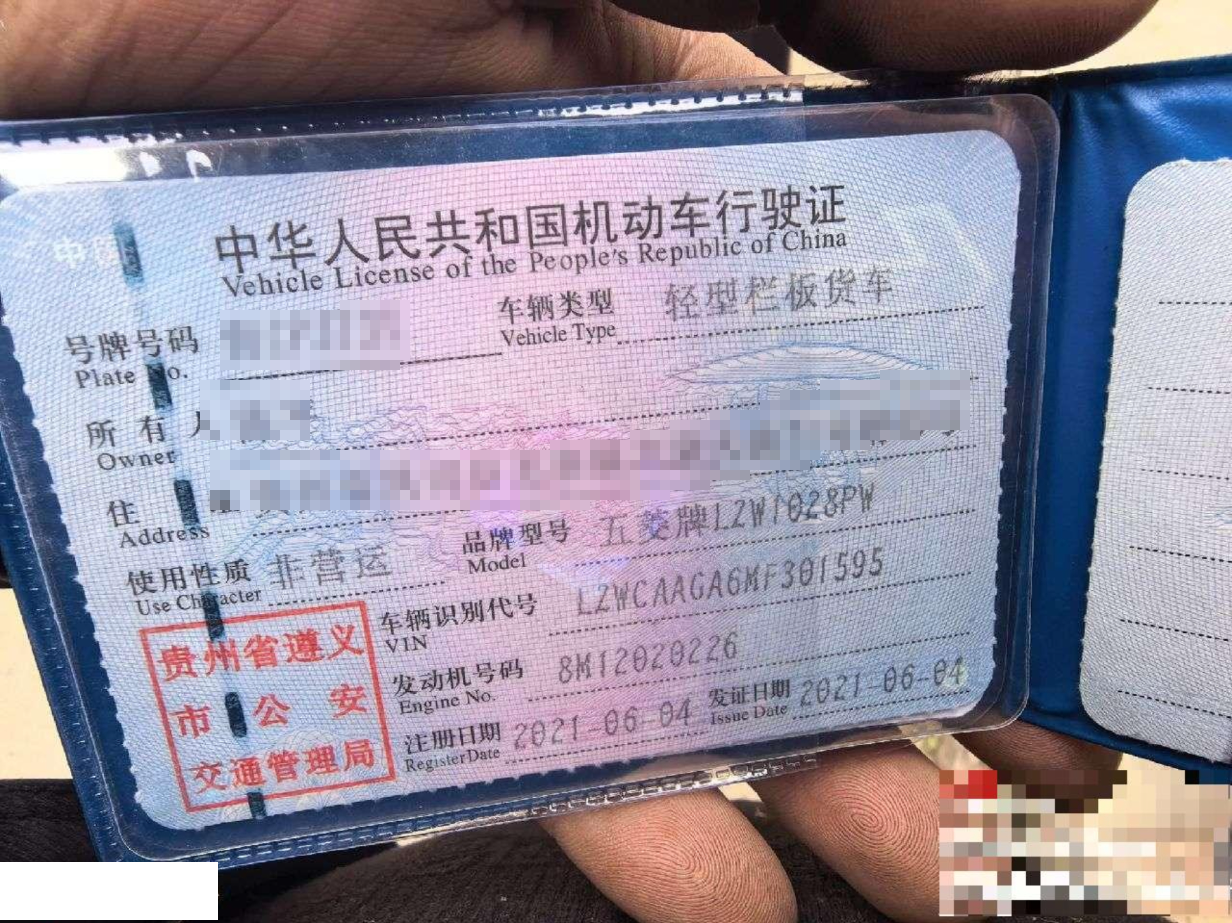 中华人民共和国机动车行驶证
Vehicle License of the People's Republic of China
号牌号码
Plate No.
车辆类型 轻型栏板货车
Vehicle Type
所有人
Owner
住
Address
使用性质 非营运
Use Character
品牌型号 五菱牌LZW1028PW
Model
车辆识别代号 LZWCAAGA6MF301595
VIN
发动机号码 8M12020226
Engine No.
注册日期 2021-06-04
Register Date
发证日期 2021-06-04
Issue Date
贵州省遵义
市公安
交通管理局